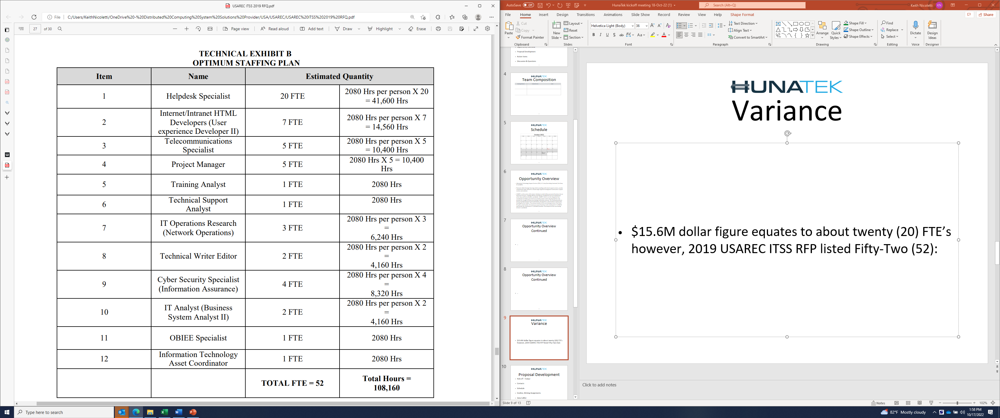 USAREC ITSS 2019 RFQ.pdf
File
C:/Users/KeithNicoletti/OneDrive%20-%20Distributed%20Computing%20System%20Solutions%20Provider/USA/USAREC/USAREC%20ITSS%202019%20RFQ.pdf
27 of 30
Page view
Read aloud
Add text
Draw
Highlight
Erase
TECHNICAL EXHIBIT B
OPTIMUM STAFFING PLAN
Item Name Estimated Quantity
1 Helpdesk Specialist 20 FTE 2080 Hrs per person X 20
= 41,600 Hrs
2 Internet/Intranet HTML
Developers (User
experience Developer II)
7 FTE 2080 Hrs per person X 7
= 14,560 Hrs
3 Telecommunications
Specialist
5 FTE 2080 Hrs per person X 5
= 10,400 Hrs
4 Project Manager 5 FTE 2080 Hrs X 5 = 10,400
Hrs
5 Training Analyst 1 FTE 2080 Hrs
6 Technical Support
Analyst
1 FTE 2080 Hrs
7 IT Operations Research
(Network Operations)
3 FTE 2080 Hrs per person X 3
=
6,240 Hrs
8 Technical Writer Editor 2 FTE 2080 Hrs per person X 2
=
4,160 Hrs
9 Cyber Security Specialist
(Information Assurance)
4 FTE 2080 Hrs per person X 4
=
8,320 Hrs
10 IT Analyst (Business
System Analyst II)
2 FTE 2080 Hrs per person X 2
=
4,160 Hrs
11 OBIEE Specialist 1 FTE 2080 Hrs
12 Information Technology
Asset Coordinator
1 FTE 2080 Hrs
TOTAL FTE = 52 Total Hours =
108,160
AutoSave Off
HunaTek kickoff meeting 18-Oct-22 (1)
Search (Alt+Q)
Keith Nicoletti KN
File Home Insert Design Transitions Animations Slide Show Record Review View Help Shape Format
Share
Paste
Cut
Copy
Format Painter
Clipboard
New
Slide
Layout
Reset
Section
Slides
Helvetica Light (Body) 36
B I U S ab AV Aa A
Font
Text Direction
Align Text
Convert to SmartArt
Paragraph
Arrange
Quick
Styles
Shape Fill
Shape Outline
Shape Effects
Drawing
Find
Replace
Select
Editing
Dictate
Voice
Design
Ideas
Designer
• Proposal Development
• Action Items
• Discussion & Questions
4
HUNATEK
Team Composition
5
HUNATEK
Schedule
October 2022
6
HUNATEK
Opportunity Overview
7
HUNATEK
Opportunity Overview
Continued
8
HUNATEK
Opportunity Overview
Continued
9
HUNATEK
Variance
• $15.6M dollar figure equates to about twenty (20) FTE's
however, 2019 USAREC ITSS RFP listed Fifty-Two (52):
10
HUNATEK
Proposal Development
• Kick-off - Today!
• Contacts
• Schedule
• Outline, Writing Assignments
• Data Call(s)
HUNATEK
Variance
• $15.6M dollar figure equates to about twenty (20) FTE’s
however, 2019 USAREC ITSS RFP listed Fifty-Two (52):
Click to add notes
Slide 9 of 13
Notes
102%
Type here to search
82°F Mostly cloudy
1:58 PM
10/17/2022